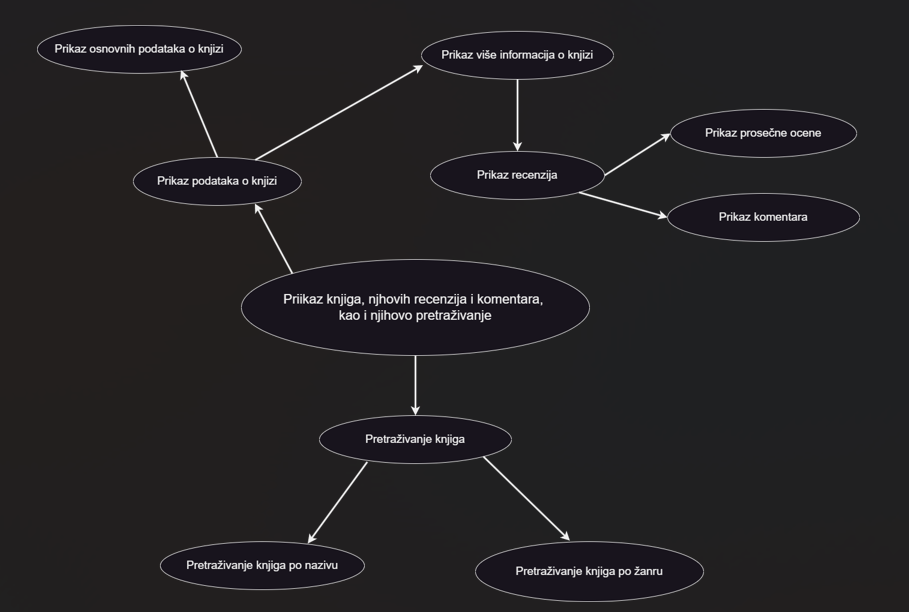 Prikaz osnovnih podataka o knjizi
Prikaz više informacija o knjizi
Prikaz prosečne ocene
Prikaz podataka o knjizi
Prikaz recenzija
Prikaz komentara
Priikaz knjiga, njhovih recenzija i komentara,
kao i njihovo pretraživanje
Pretraživanje knjiga
Pretraživanje knjiga po nazivu
Pretraživanje knjiga po žanru